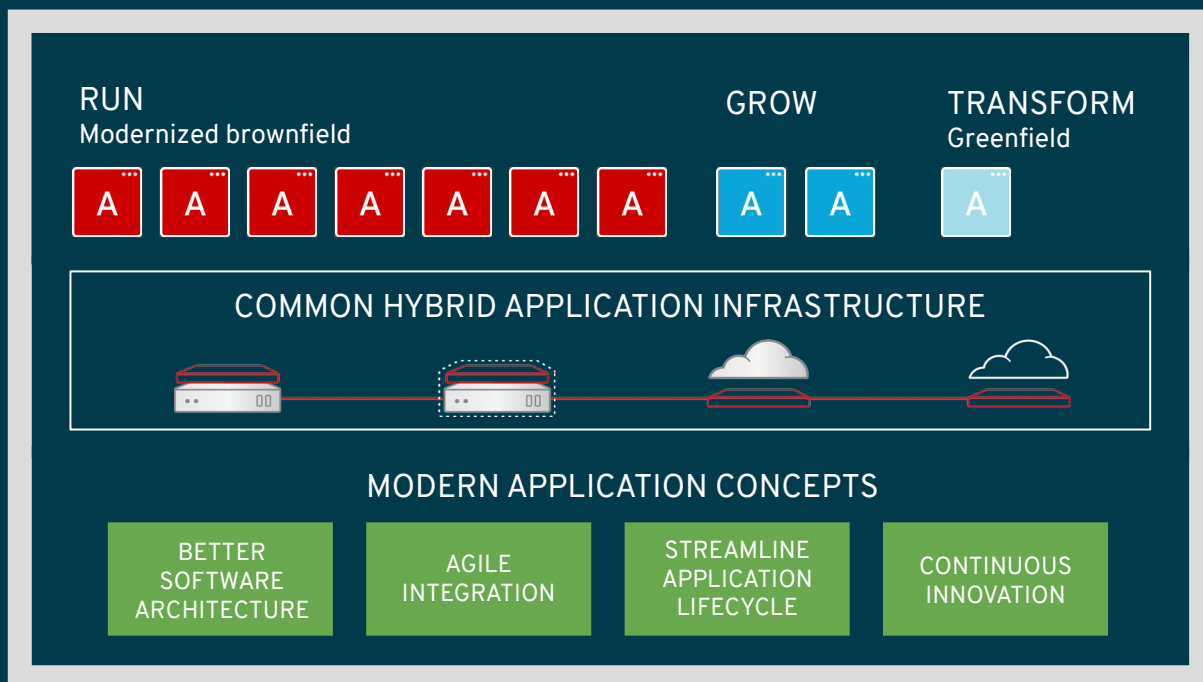 RUN
Modernized brownfield
GROW
TRANSFORM
Greenfield
A A A A A A A A A A
COMMON HYBRID APPLICATION INFRASTRUCTURE
MODERN APPLICATION CONCEPTS
BETTER
SOFTWARE
ARCHITECTURE
AGILE
INTEGRATION
STREAMLINE
APPLICATION
LIFECYCLE
CONTINUOUS
INNOVATION